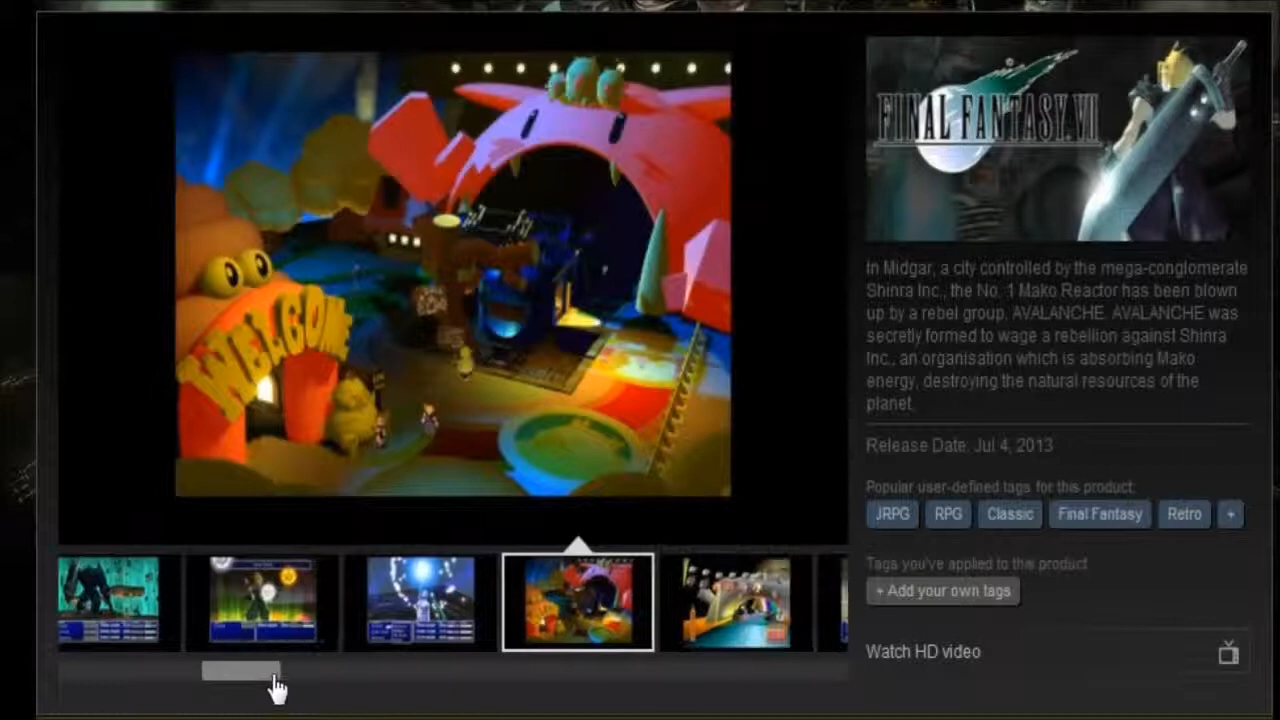 WELCOME
FINAL FANTASY VII
In Midgar, a city controlled by the mega-conglomerate
Shinra Inc., the No. 1 Mako Reactor has been blown
up by a rebel group, AVALANCHE. AVALANCHE was
secretly formed to wage a rebellion against Shinra
Inc., an organisation which is absorbing Mako
energy, destroying the natural resources of the
planet.
Release Date: Jul 4, 2013
Popular user-defined tags for this product:
JRPG RPG Classic Final Fantasy Retro +
Tags you've applied to this product
+ Add your own tags
Watch HD video